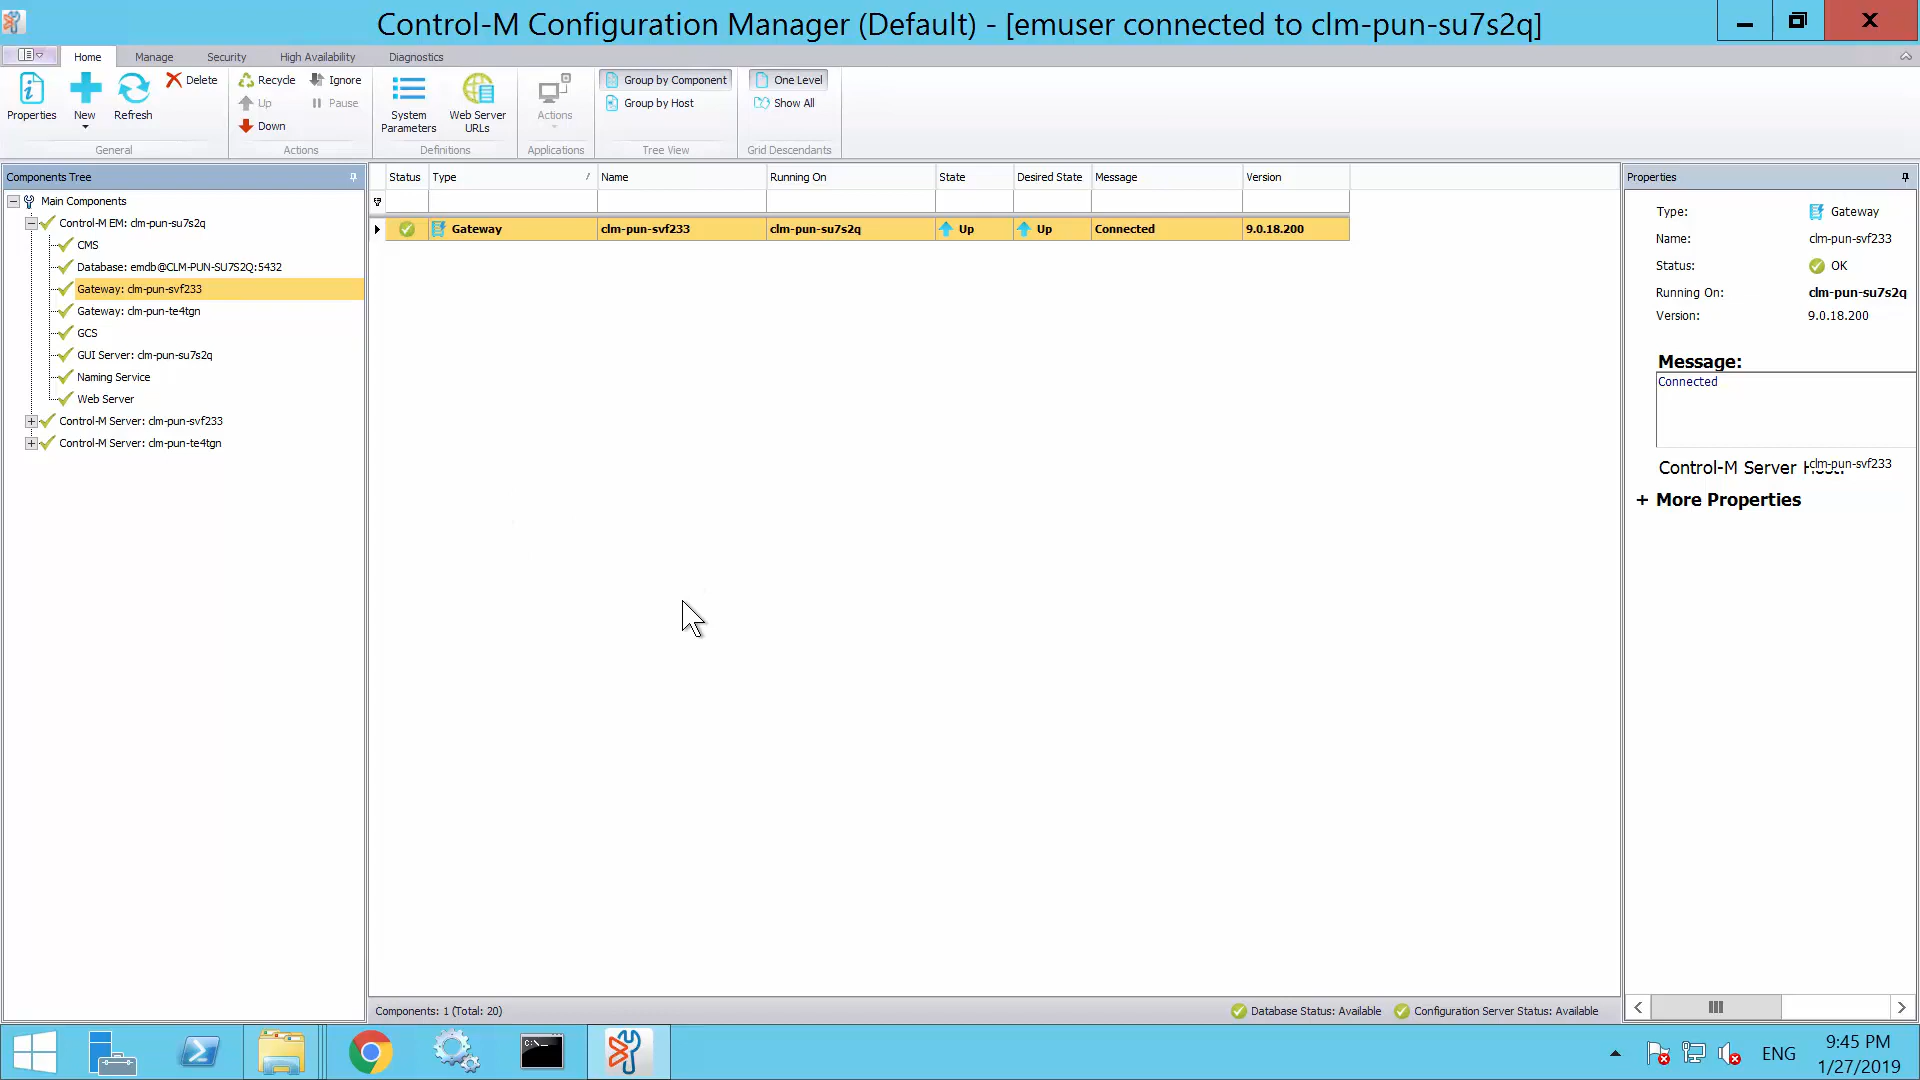 Control-M Configuration Manager (Default) - [emuser connected to clm-pun-su7s2q]
Home Manage Security High Availability Diagnostics
Properties
New
Refresh
Delete
General
Recycle
Up
Down
Ignore
Pause
Actions
System
Parameters
Web Server
URLs
Definitions
Actions
Applications
Group by Component
Group by Host
Tree View
One Level
Show All
Grid Descendants
Components Tree
Main Components
Control-M EM: clm-pun-su7s2q
CMS
Database: emdb@CLM-PUN-SU7S2Q:5432
Gateway: clm-pun-svf233
Gateway: clm-pun-te4tgn
GCS
GUI Server: clm-pun-su7s2q
Naming Service
Web Server
Control-M Server: clm-pun-svf233
Control-M Server: clm-pun-te4tgn
Status Type / Name Running On State Desired State Message Version
Gateway clm-pun-svf233 clm-pun-su7s2q Up Up Connected 9.0.18.200
Components: 1 (Total: 20)
Database Status: Available Configuration Server Status: Available
Properties
Type: Gateway
Name: clm-pun-svf233
Status: OK
Running On: clm-pun-su7s2q
Version: 9.0.18.200
Message:
Connected
Control-M Server clm-pun-svf233
+ More Properties
C:\_
ENG
9:45 PM
1/27/2019